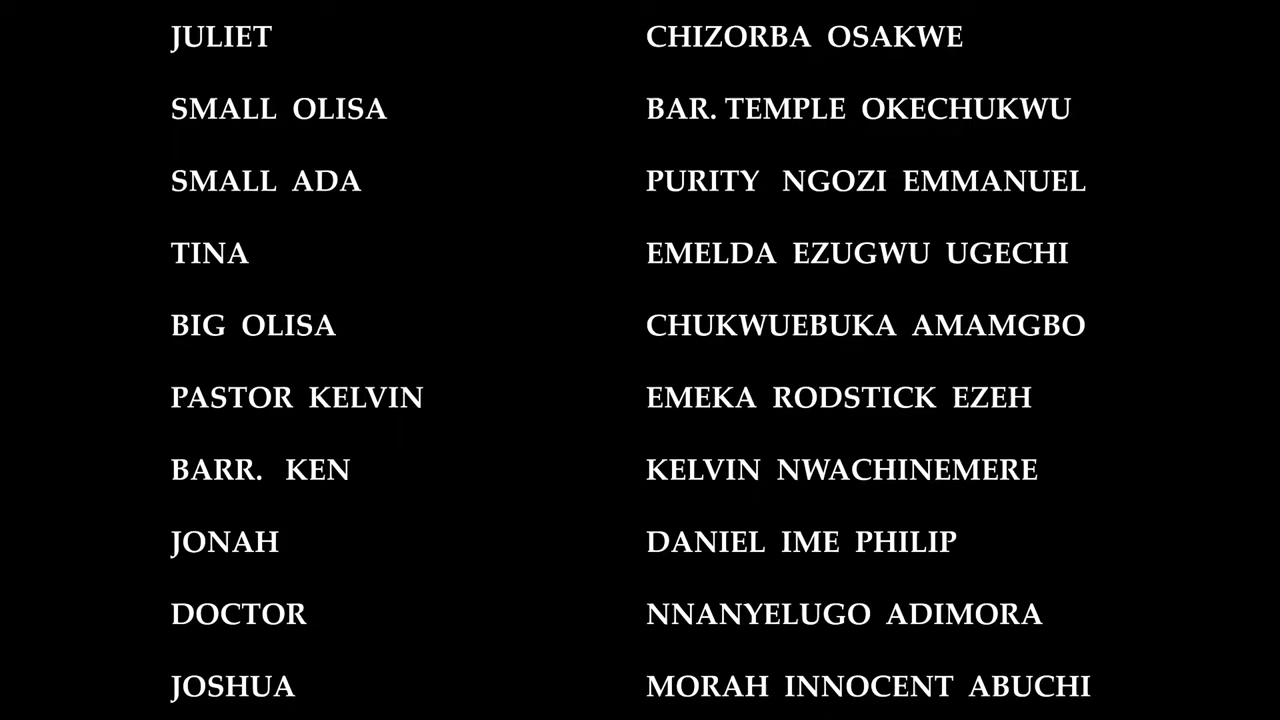 JULIET CHIZORBA OSAKWE
SMALL OLISA BAR. TEMPLE OKECHUKWU
SMALL ADA PURITY NGOZI EMMANUEL
TINA EMELDA EZUGWU UGECHI
BIG OLISA CHUKWUEBUKA AMAMGBO
PASTOR KELVIN EMEKA RODSTICK EZEH
BARR. KEN KELVIN NWACHINEMERE
JONAH DANIEL IME PHILIP
DOCTOR NNANYELUGO ADIMORA
JOSHUA MORAH INNOCENT ABUCHI